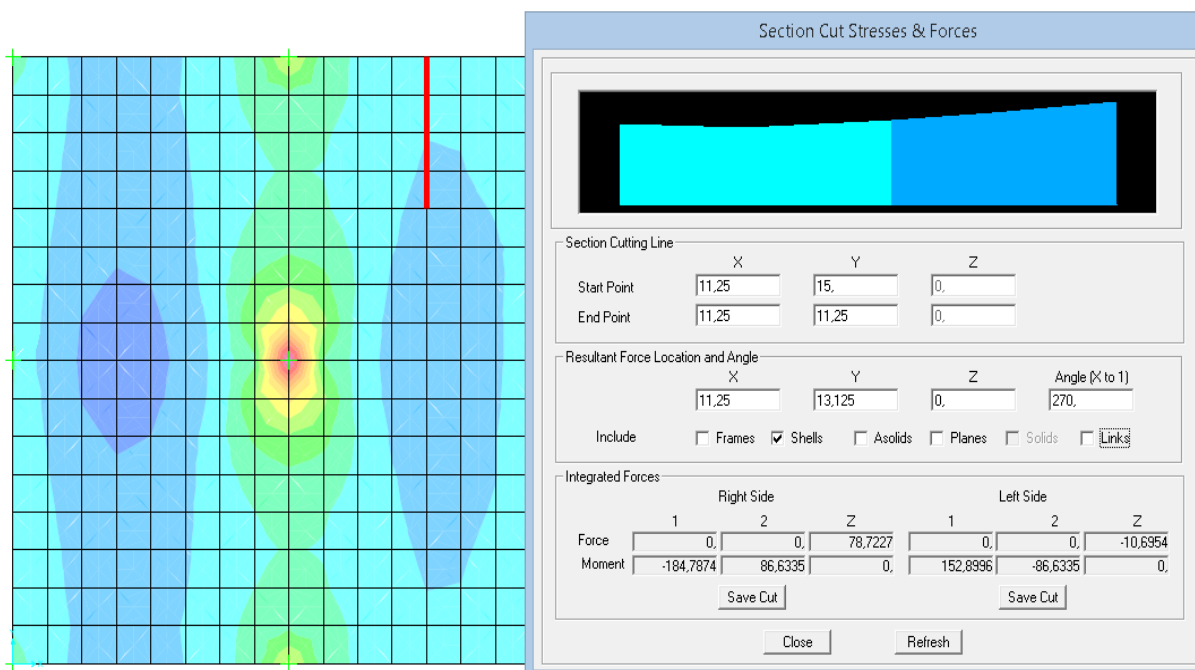 Section Cut Stresses & Forces
Section Cutting Line
X Y Z
Start Point 11,25 15, 0,
End Point 11,25 11,25 0,
Resultant Force Location and Angle
X Y Z Angle (X to 1)
11,25 13,125 0, 270,
Include Frames Shells Asolids Planes Solids Links
Integrated Forces
Right Side Left Side
1 2 Z 1 2 Z
Force 0, 0, 78,7227 0, 0, -10,6954
Moment -184,7874 86,6335 0, 152,8996 -86,6335 0,
Save Cut Save Cut
Close Refresh